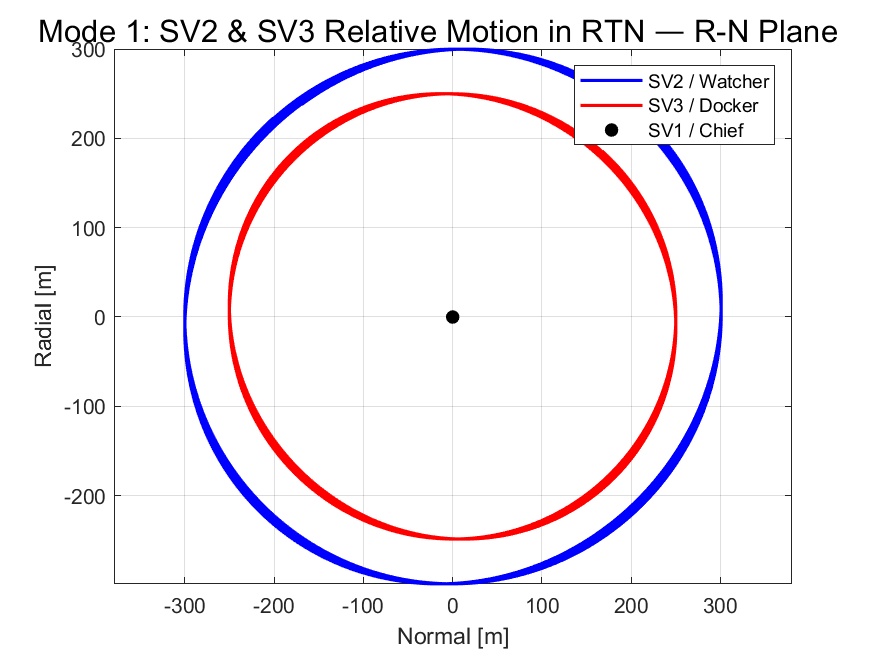 Mode 1: SV2 & SV3 Relative Motion in RTN — R-N Plane
300
200
100
0
-100
-200
Radial [m]
SV2 / Watcher
SV3 / Docker
SV1 / Chief
-300 -200 -100 0 100 200 300
Normal [m]